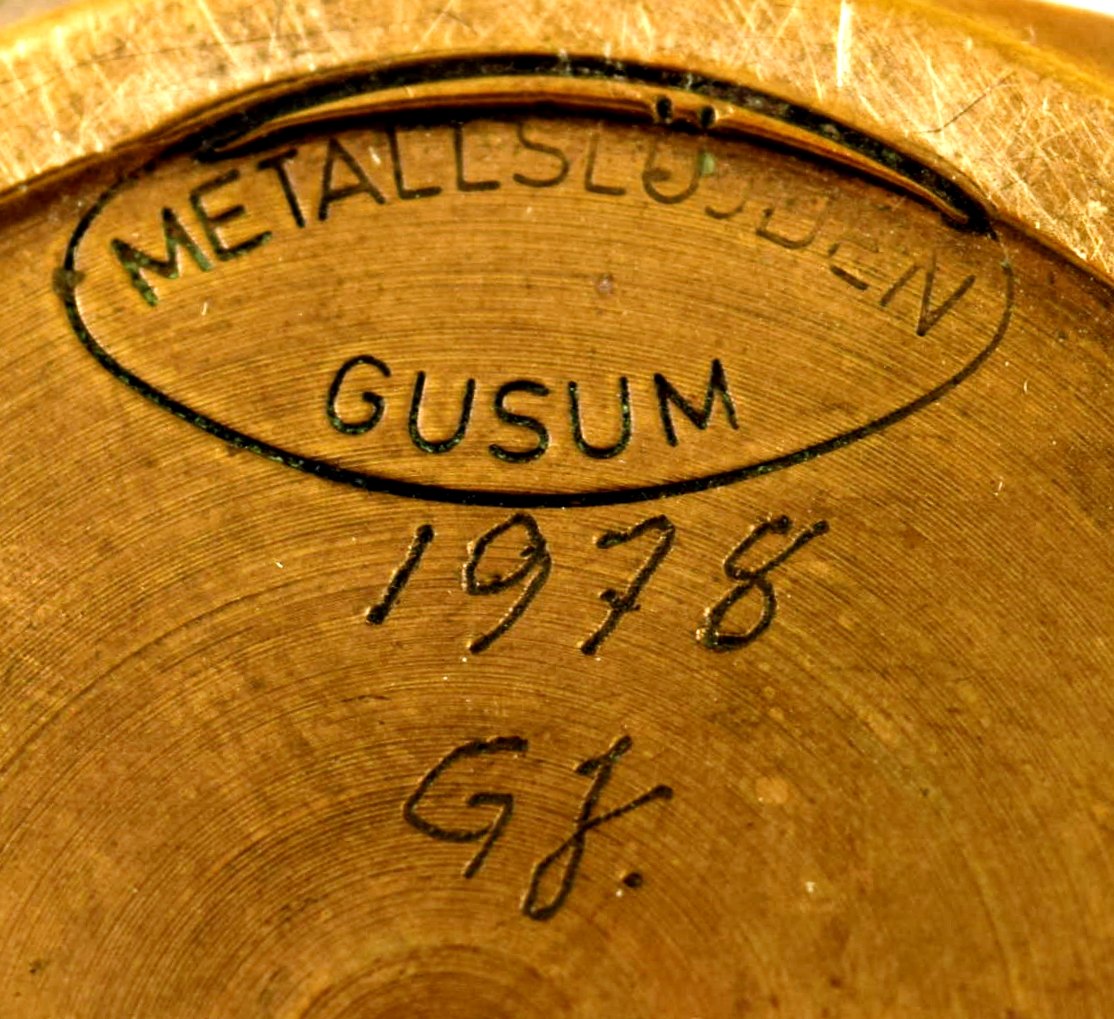 METALLSLÖJDEN
GUSUM
1978
GJ.